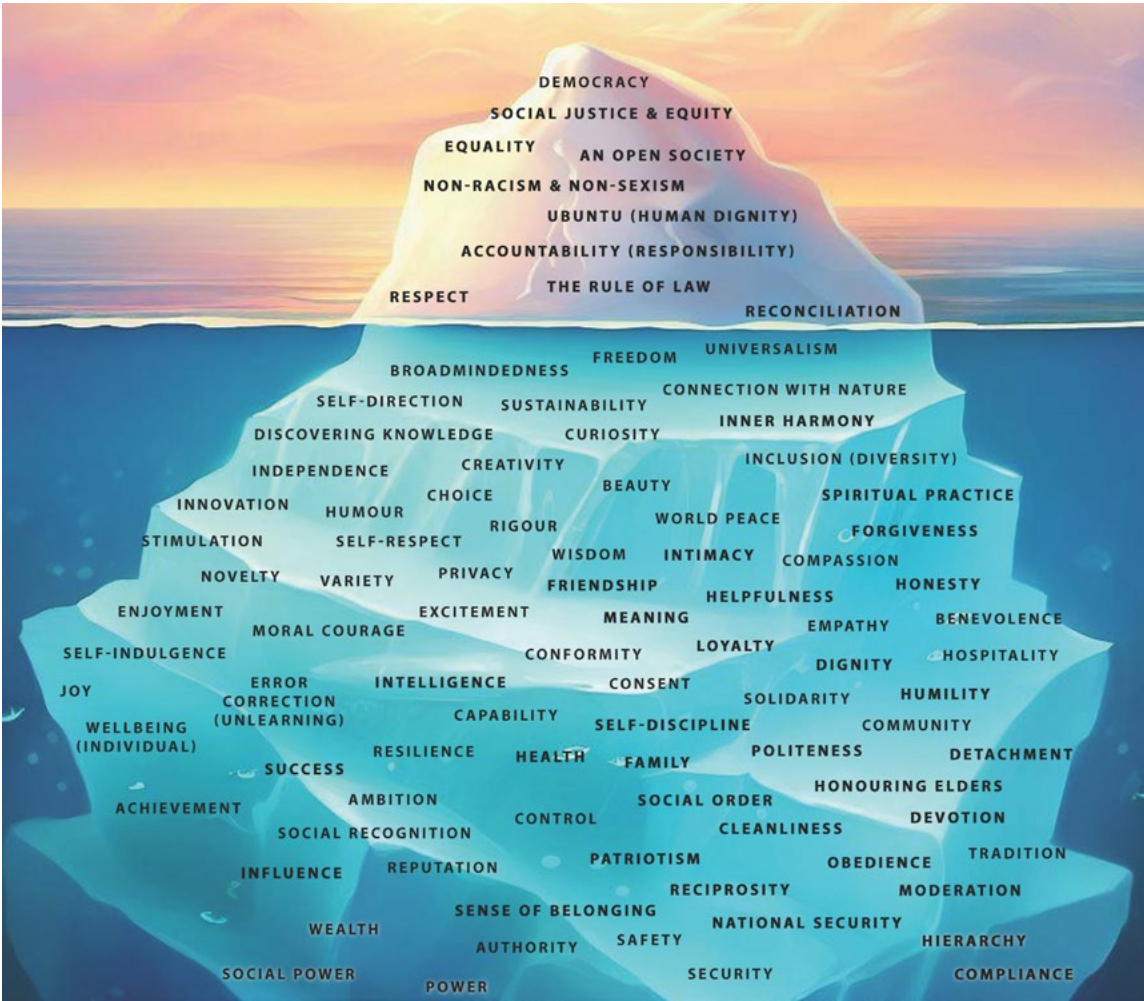 DEMOCRACY
SOCIAL JUSTICE & EQUITY
EQUALITY
AN OPEN SOCIETY
NON-RACISM & NON-SEXISM
UBUNTU (HUMAN DIGNITY)
ACCOUNTABILITY (RESPONSIBILITY)
THE RULE OF LAW
RESPECT
RECONCILIATION
UNIVERSALISM
FREEDOM
BROADMINDEDNESS
CONNECTION WITH NATURE
SELF-DIRECTION
SUSTAINABILITY
INNER HARMONY
DISCOVERING KNOWLEDGE
CURIOSITY
INCLUSION (DIVERSITY)
INDEPENDENCE
CREATIVITY
BEAUTY
CHOICE
SPIRITUAL PRACTICE
INNOVATION
HUMOUR
RIGOUR
WORLD PEACE
FORGIVENESS
STIMULATION
SELF-RESPECT
WISDOM
INTIMACY
COMPASSION
NOVELTY
VARIETY
PRIVACY
FRIENDSHIP
HONESTY
HELPFULNESS
ENJOYMENT
EXCITEMENT
MEANING
EMPATHY
BENEVOLENCE
MORAL COURAGE
LOYALTY
SELF-INDULGENCE
CONFORMITY
DIGNITY
HOSPITALITY
JOY
ERROR
CORRECTION
(UNLEARNING)
INTELLIGENCE
CONSENT
SOLIDARITY
HUMILITY
WELLBEING
(INDIVIDUAL)
CAPABILITY
SELF-DISCIPLINE
COMMUNITY
RESILIENCE
HEALTH
FAMILY
POLITENESS
DETACHMENT
SUCCESS
HONOURING ELDERS
ACHIEVEMENT
AMBITION
SOCIAL ORDER
CONTROL
DEVOTION
SOCIAL RECOGNITION
CLEANLINESS
TRADITION
INFLUENCE
REPUTATION
PATRIOTISM
OBEDIENCE
RECIPROSITY
MODERATION
SENSE OF BELONGING
NATIONAL SECURITY
WEALTH
AUTHORITY
SAFETY
HIERARCHY
SOCIAL POWER
POWER
SECURITY
COMPLIANCE